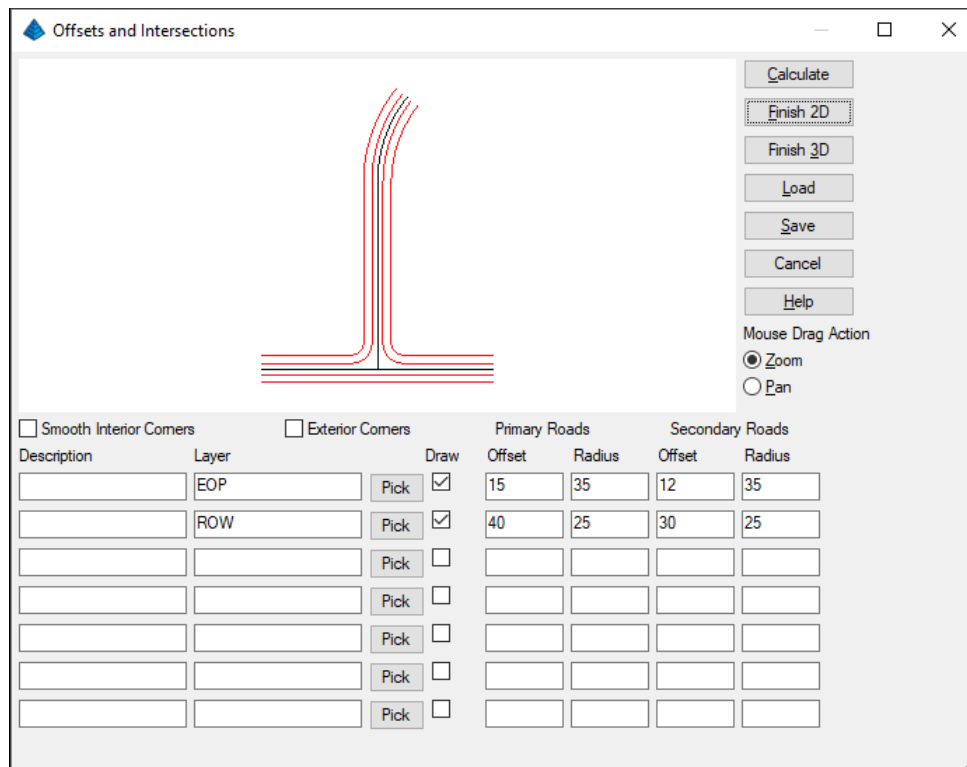 Offsets and Intersections
Calculate
Finish 2D
Finish 3D
Load
Save
Cancel
Help
Mouse Drag Action
Zoom
Pan
Smooth Interior Corners Exterior Corners Primary Roads Secondary Roads
Description Layer Draw Offset Radius Offset Radius
EOP Pick 15 35 12 35
ROW Pick 40 25 30 25
Pick
Pick
Pick
Pick
Pick